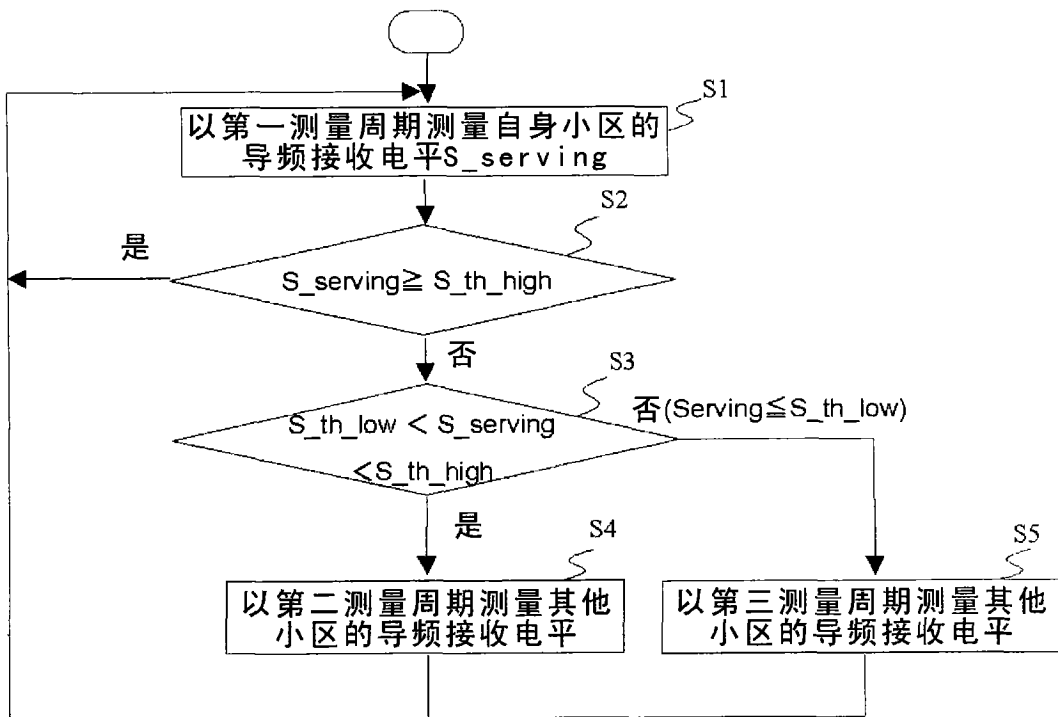 S1
以第一测量周期测量自身小区的
导频接收电平S_serving
S2
是
S_serving≧ S_th_high
否
S3
否(Serving≦S_th_low)
S_th_low < S_serving
<S_th_high
是
S4
S5
以第二测量周期测量其他
小区的导频接收电平
以第三测量周期测量其他
小区的导频接收电平